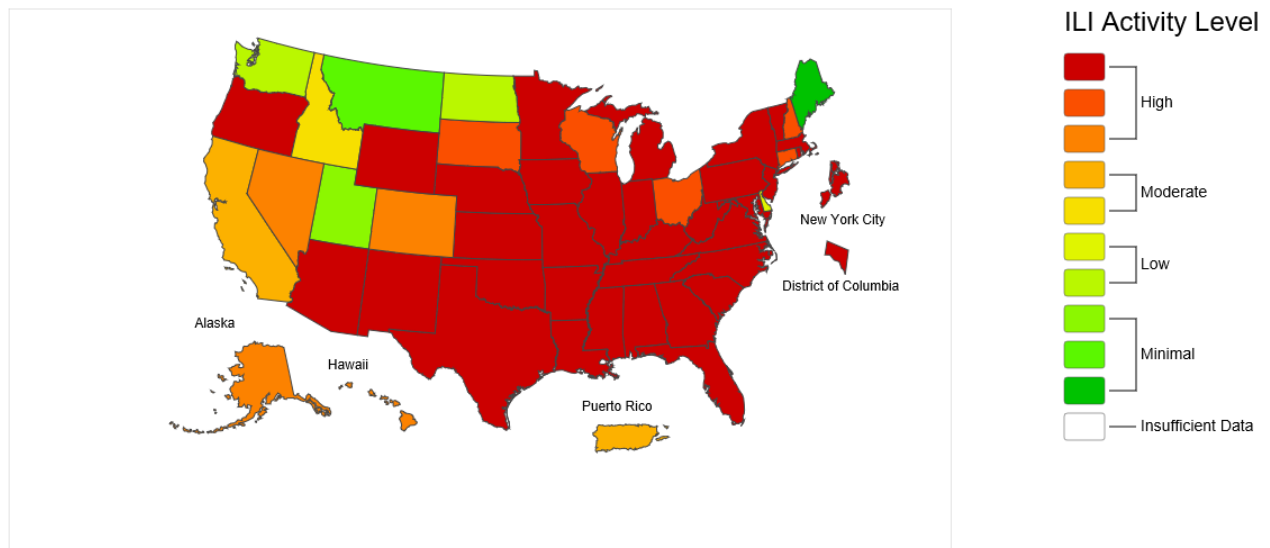 ILI Activity Level
High
Moderate
Low
Minimal
Insufficient Data
New York City
District of Columbia
Alaska
Hawaii
Puerto Rico